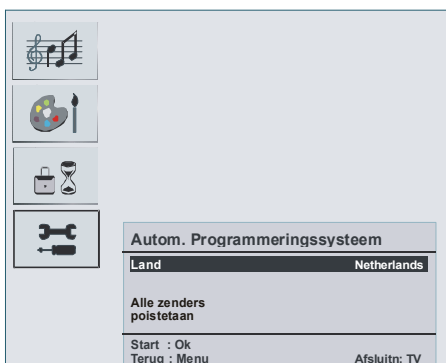 Autom. Programmeringssysteem
Land Netherlands
Alle zenders
poistetaan
Start : Ok
Terug : Menu Afsluitn: TV